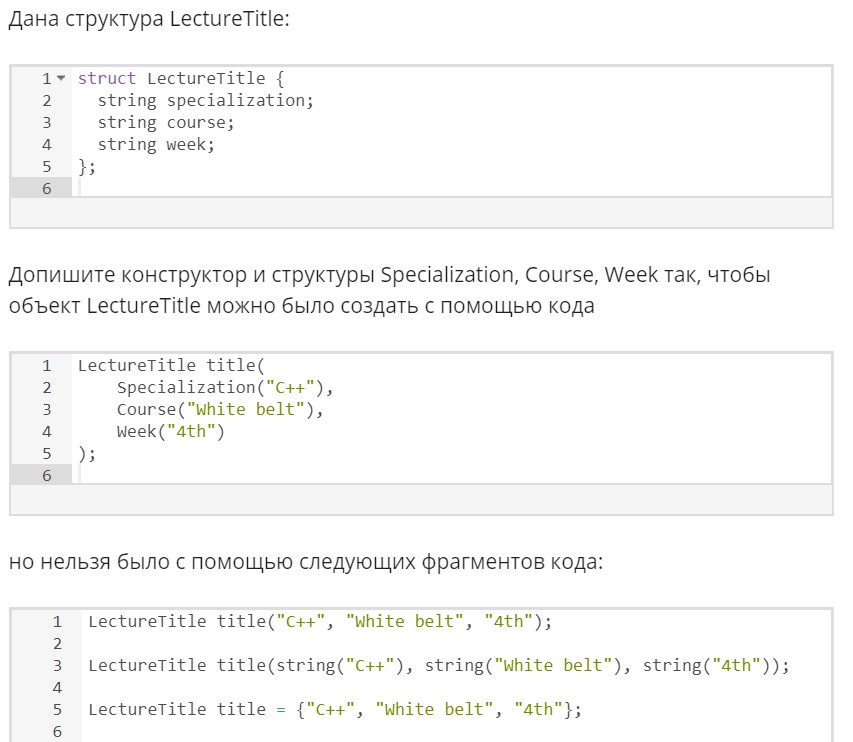 Дана структура LectureTitle:
1 struct LectureTitle {
2 string specialization;
3 string course;
4 string week;
5 };
6
Допишите конструктор и структуры Specialization, Course, Week так, чтобы
объект LectureTitle можно было создать с помощью кода
1 LectureTitle title(
2 Specialization("C++"),
3 Course("White belt"),
4 Week("4th")
5 );
6
но нельзя было с помощью следующих фрагментов кода:
1 LectureTitle title("C++", "White belt", "4th");
2
3 LectureTitle title(string("C++"), string("White belt"), string("4th"));
4
5 LectureTitle title = {"C++", "White belt", "4th"};
6